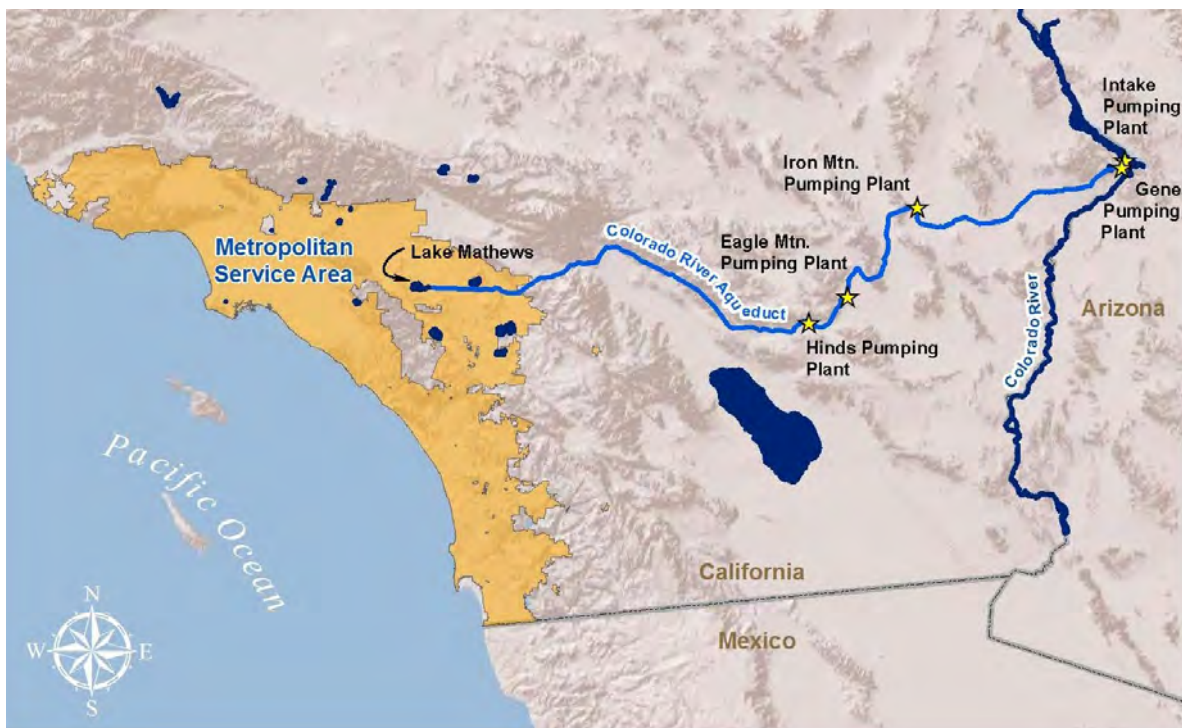 Intake
Pumping
Plant
Iron Mtn.
Pumping Plant
Gene
Pumping
Plant
Metropolitan
Service Area
Lake Mathews
Colorado River Aqueduct
Eagle Mtn.
Pumping Plant
Hinds Pumping
Plant
Colorado River
Arizona
Pacific
Ocean
California
Mexico
N
W
E
S